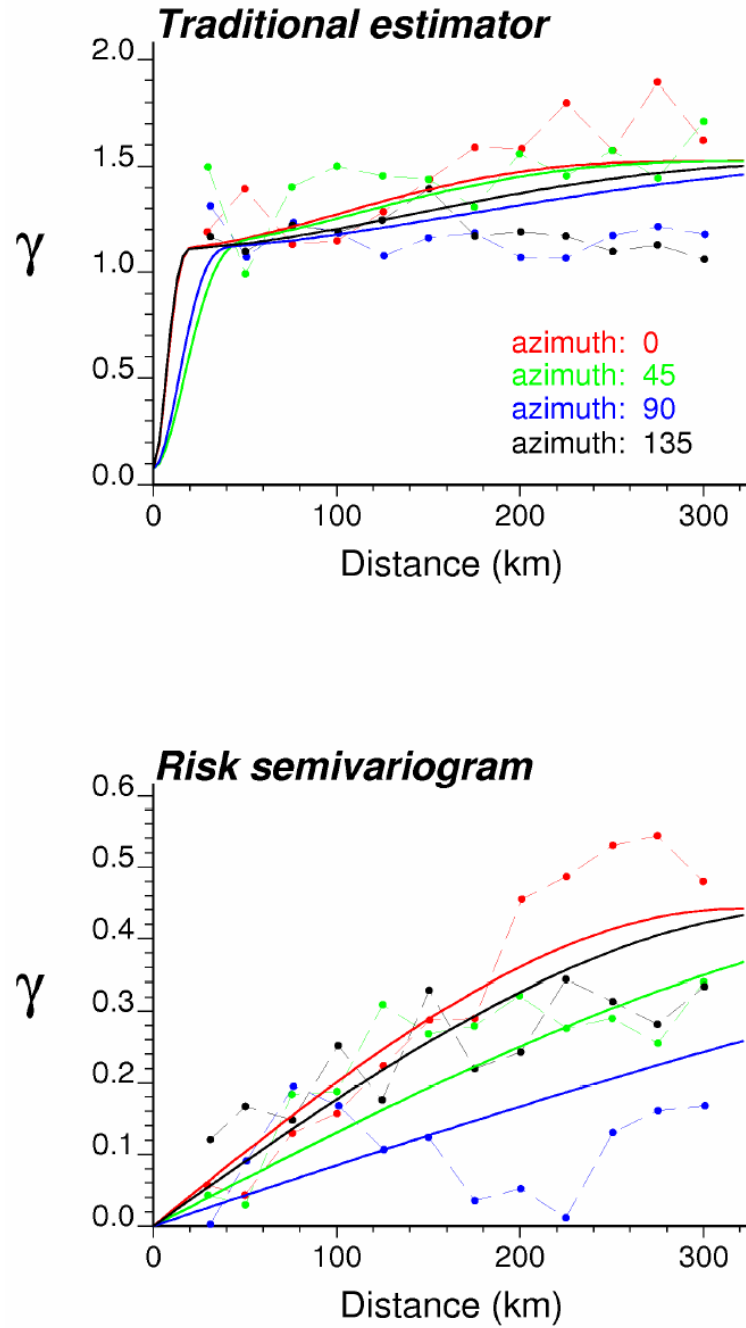 Traditional estimator
2.0
1.5
γ
1.0
azimuth: 0
azimuth: 45
0.5
azimuth: 90
azimuth: 135
0.0
0 100 200 300
Distance (km)
Risk semivariogram
0.6
0.5
0.4
γ
0.3
0.2
0.1
0.0
0 100 200 300
Distance (km)